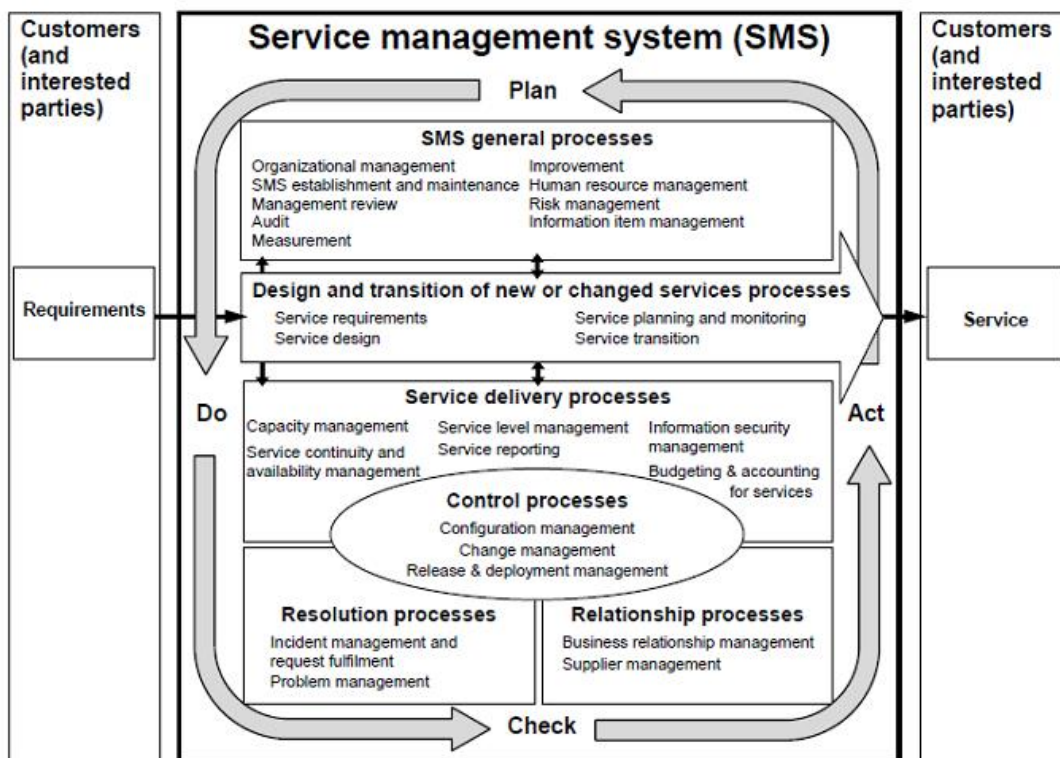 Customers
(and
interested
parties)
Requirements
Service management system (SMS)
Plan
SMS general processes
Organizational management
SMS establishment and maintenance
Management review
Audit
Measurement
Improvement
Human resource management
Risk management
Information item management
Design and transition of new or changed services processes
Service requirements
Service design
Service planning and monitoring
Service transition
Do
Service delivery processes
Capacity management
Service continuity and
availability management
Service level management
Service reporting
Information security
management
Budgeting & accounting
for services
Act
Control processes
Configuration management
Change management
Release & deployment management
Resolution processes
Incident management and
request fulfilment
Problem management
Relationship processes
Business relationship management
Supplier management
Check
Customers
(and
interested
parties)
Service